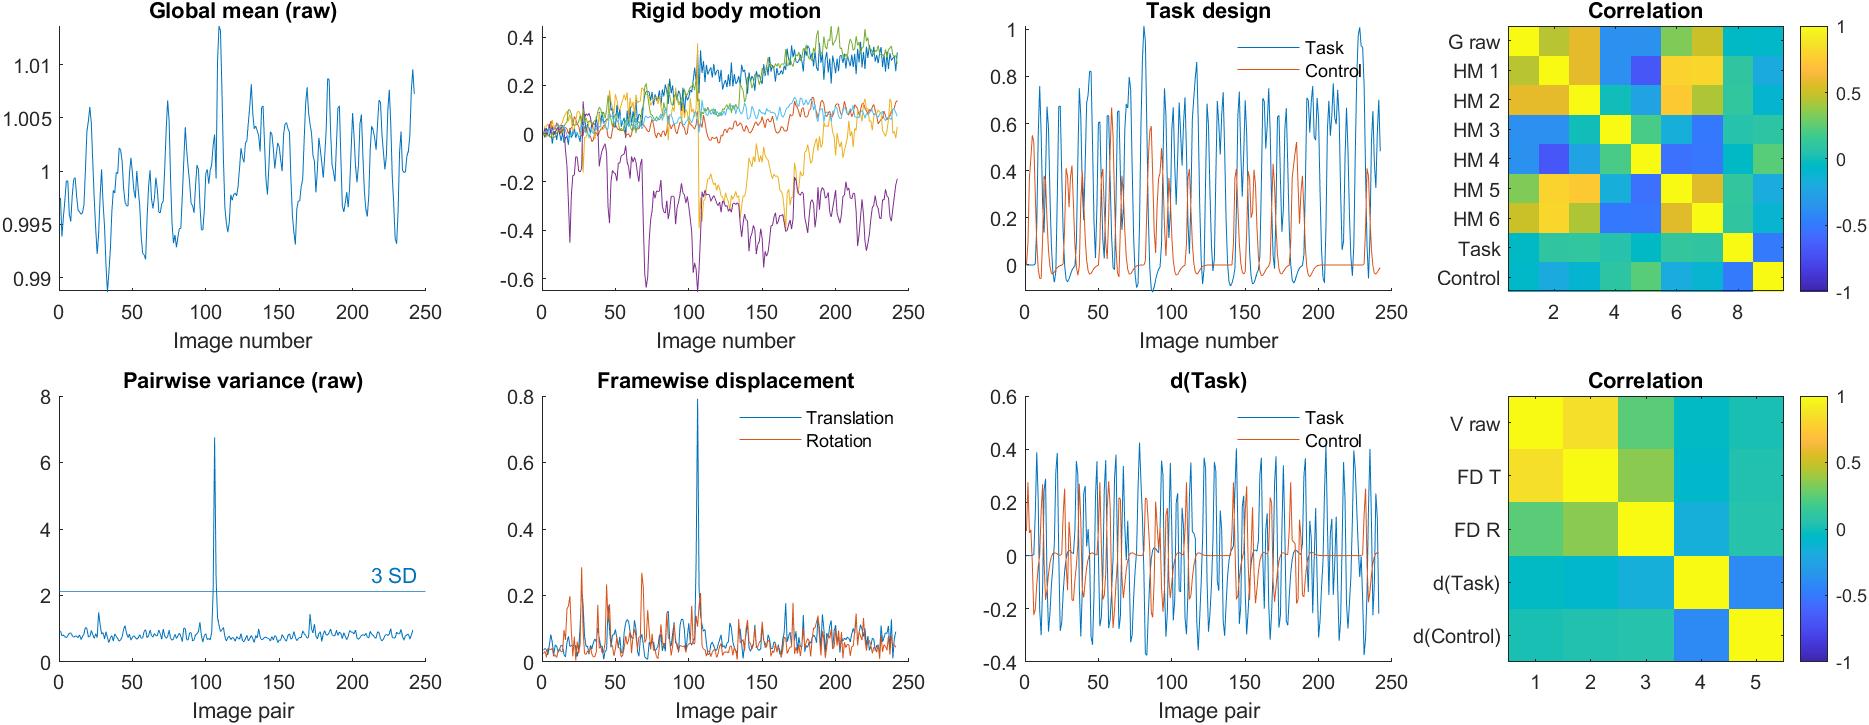 Global mean (raw)
1.01
1.005
1
0.995
0.99
0 50 100 150 200 250
Image number
Rigid body motion
0.4
0.2
0
-0.2
-0.4
-0.6
0 50 100 150 200 250
Image number
Task design
1
0.8
0.6
0.4
0.2
0
Task
Control
0 50 100 150 200 250
Image number
Correlation
G raw
HM 1
HM 2
HM 3
HM 4
HM 5
HM 6
Task
Control
2 4 6 8
1
0.5
0
-0.5
-1
Pairwise variance (raw)
8
6
4
2
0
3 SD
0 50 100 150 200 250
Image pair
Framewise displacement
0.8
0.6
0.4
0.2
0
Translation
Rotation
0 50 100 150 200 250
Image pair
d(Task)
0.6
0.4
0.2
0
-0.2
-0.4
Task
Control
0 50 100 150 200 250
Image pair
Correlation
V raw
FD T
FD R
d(Task)
d(Control)
1 2 3 4 5
1
0.5
0
-0.5
-1